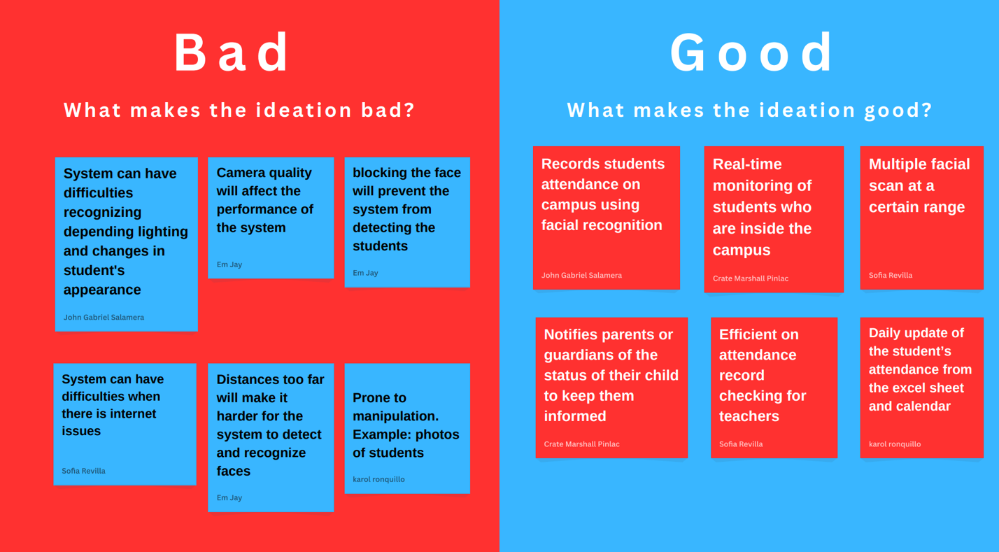 Bad
What makes the ideation bad?
System can have
difficulties
recognizing
depending lighting
and changes in
student's
appearance
John Gabriel Salamera
Camera quality
will affect the
performance of
the system
Em Jay
blocking the face
will prevent the
system from
detecting the
students
Em Jay
System can have
difficulties when
there is internet
issues
Sofia Revilla
Distances too far
will make it
harder for the
system to detect
and recognize
faces
Em Jay
Prone to
manipulation.
Example: photos
of students
karol ronquillo
Good
What makes the ideation good?
Records students
attendance on
campus using
facial recognition
John Gabriel Salamera
Real-time
monitoring of
students who
are inside the
campus
Crate Marshall Pinlac
Multiple facial
scan at a
certain range
Sofia Revilla
Notifies parents or
guardians of the
status of their child
to keep them
informed
Crate Marshall Pinlac
Efficient on
attendance
record
checking for
teachers
Sofia Revilla
Daily update of
the student’s
attendance from
the excel sheet
and calendar
karol ronquillo